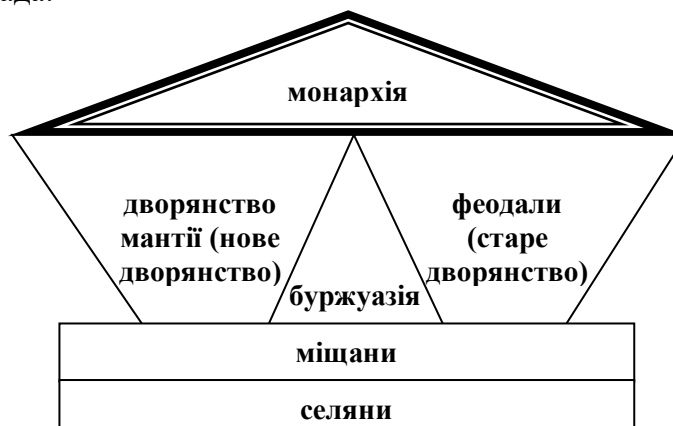 монархія
дворянство
мантії (нове
дворянство)
буржуазія
феодали
(старе
дворянство)
міщани
селяни